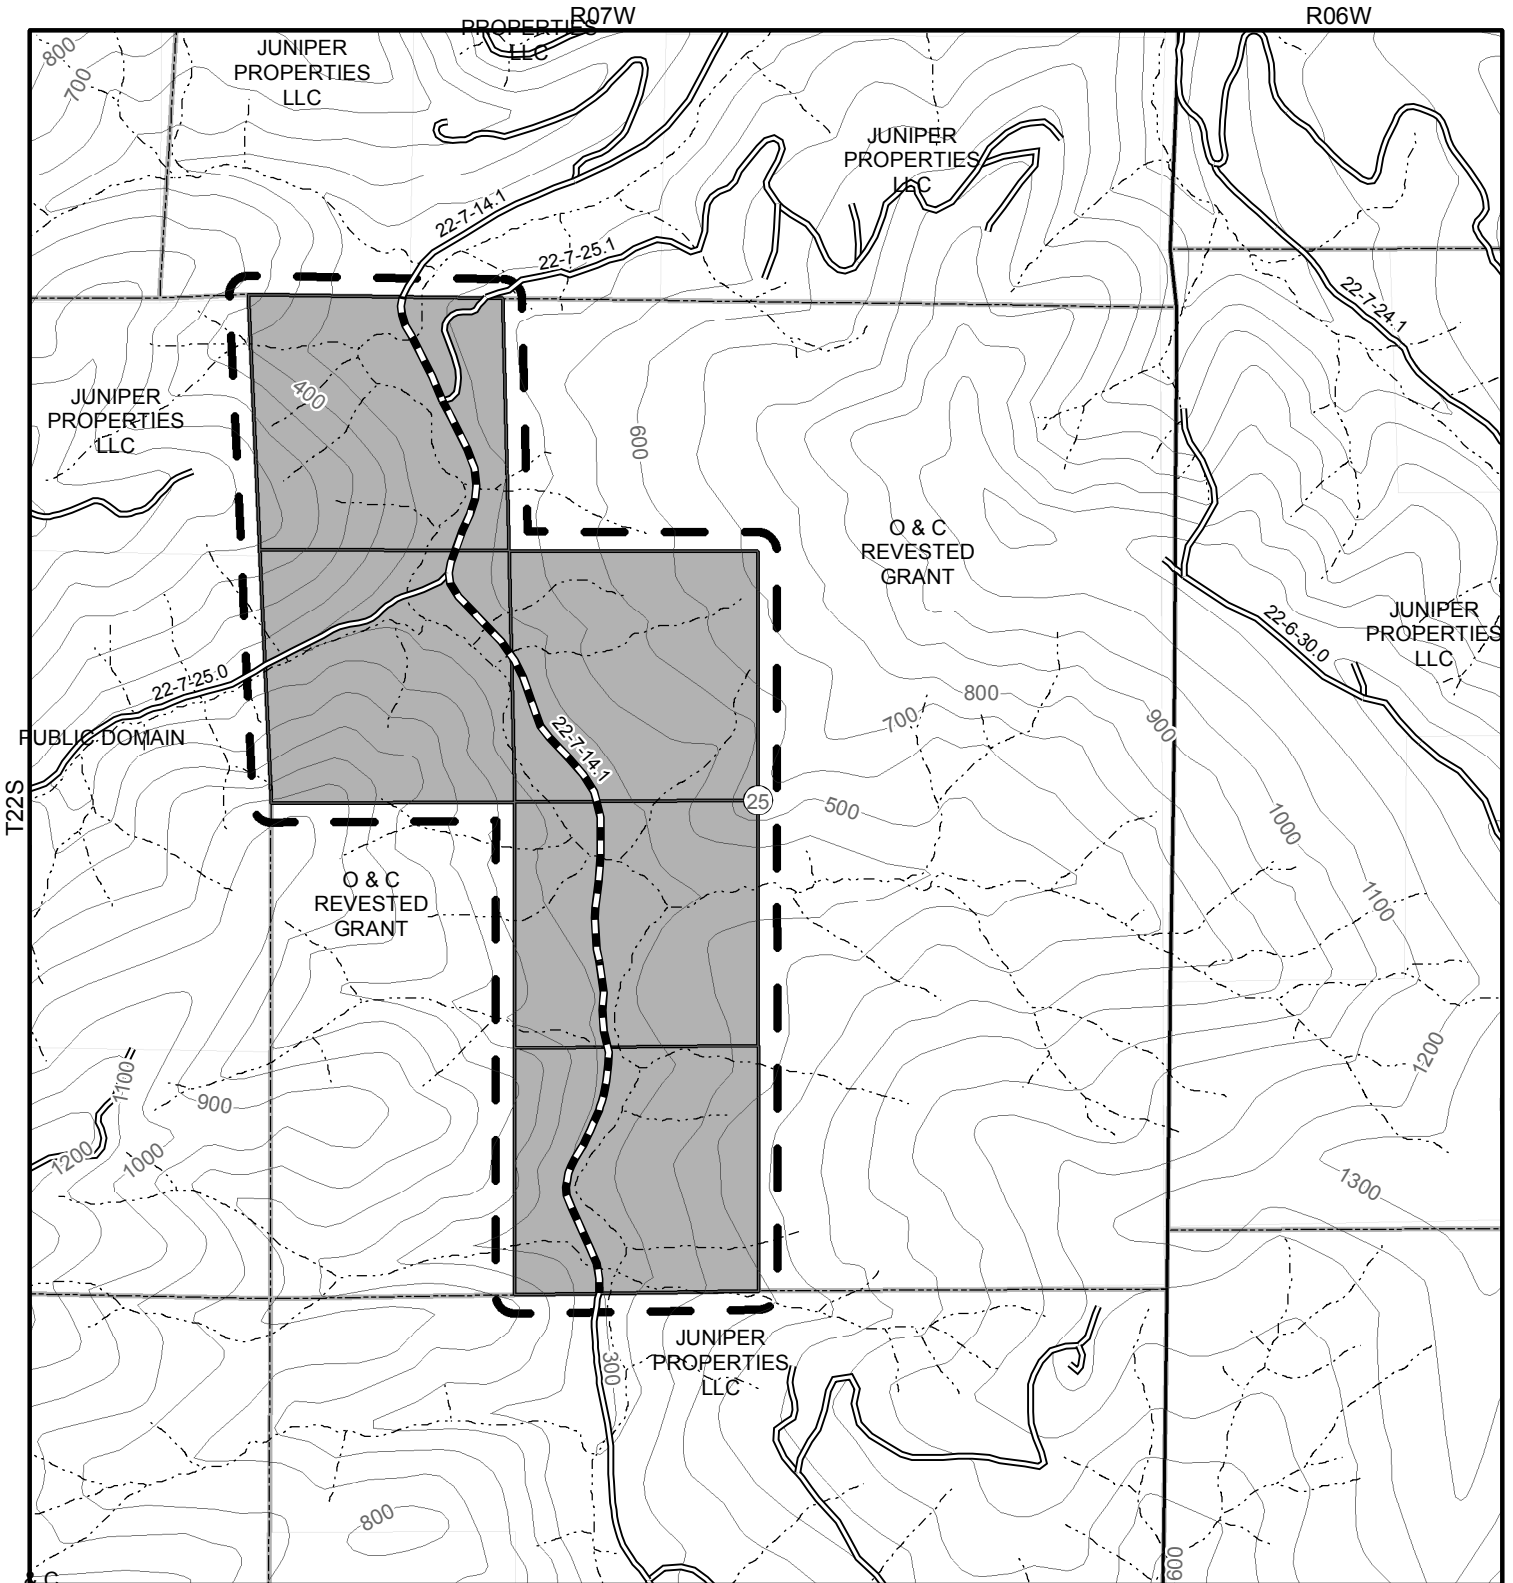 R07W
R06W
PROPERTIES
LLC
800
700
JUNIPER
PROPERTIES
LLC
JUNIPER
PROPERTIES
LLC
22-7-14.1
22-7-25.1
22-7-24.1
400
JUNIPER
PROPERTIES
LLC
600
O & C
REVESTED
GRANT
22-6-30.0
JUNIPER
PROPERTIES
LLC
22-7-25.0
800
700
900
PUBLIC DOMAIN
22-7-14.1
T22S
25
500
1000
O & C
REVESTED
GRANT
1100
1200
1100
900
1200
1000
1300
JUNIPER
PROPERTIES
LLC
300
800
600
& C